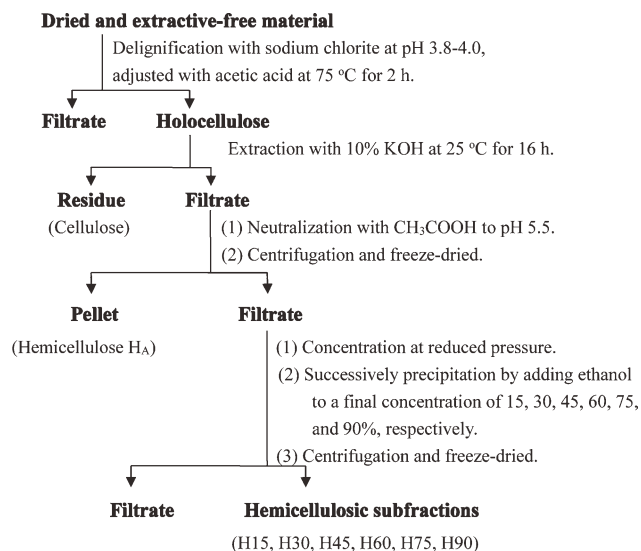 Dried and extractive-free material
Delignification with sodium chlorite at pH 3.8-4.0,
adjusted with acetic acid at 75 ºC for 2 h.
Filtrate
Holocellulose
Extraction with 10% KOH at 25 ºC for 16 h.
Residue
Filtrate
(Cellulose)
(1) Neutralization with CH₃COOH to pH 5.5.
(2) Centrifugation and freeze-dried.
Pellet
Filtrate
(Hemicellulose Hᴀ)
(1) Concentration at reduced pressure.
(2) Successively precipitation by adding ethanol
to a final concentration of 15, 30, 45, 60, 75,
and 90%, respectively.
(3) Centrifugation and freeze-dried.
Filtrate
Hemicellulosic subfractions
(H15, H30, H45, H60, H75, H90)